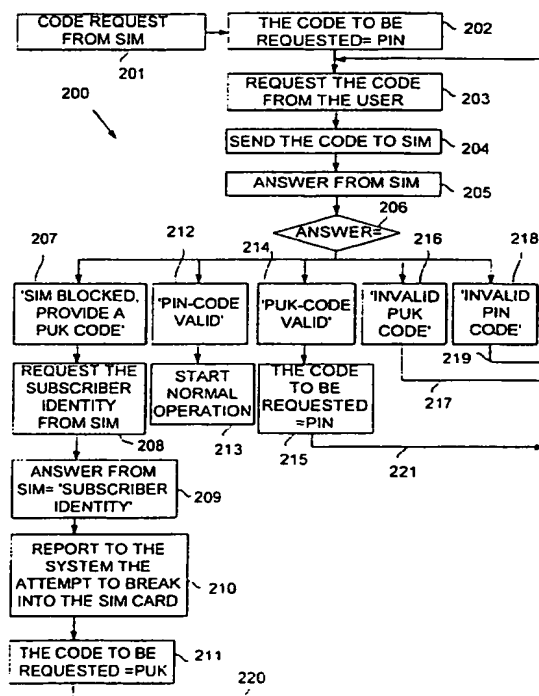 CODE REQUEST
FROM SIM
201
THE CODE TO BE
REQUESTED= PIN
202
200
REQUEST THE CODE
FROM THE USER
203
SEND THE CODE TO SIM
204
ANSWER FROM SIM
205
206
ANSWER=
207
212
214
216
218
'SIM BLOCKED,
PROVIDE A
PUK CODE'
'PIN-CODE
VALID'
'PUK-CODE
VALID'
'INVALID
PUK
CODE'
'INVALID
PIN
CODE'
219
217
REQUEST THE
SUBSCRIBER
IDENTITY
FROM SIM
208
START
NORMAL
OPERATION
213
THE CODE
TO BE
REQUESTED
=PIN
215
221
ANSWER FROM
SIM= 'SUBSCRIBER
IDENTITY'
209
REPORT TO THE
SYSTEM THE
ATTEMPT TO BREAK
INTO THE SIM CARD
210
THE CODE TO BE
REQUESTED =PUK
211
220